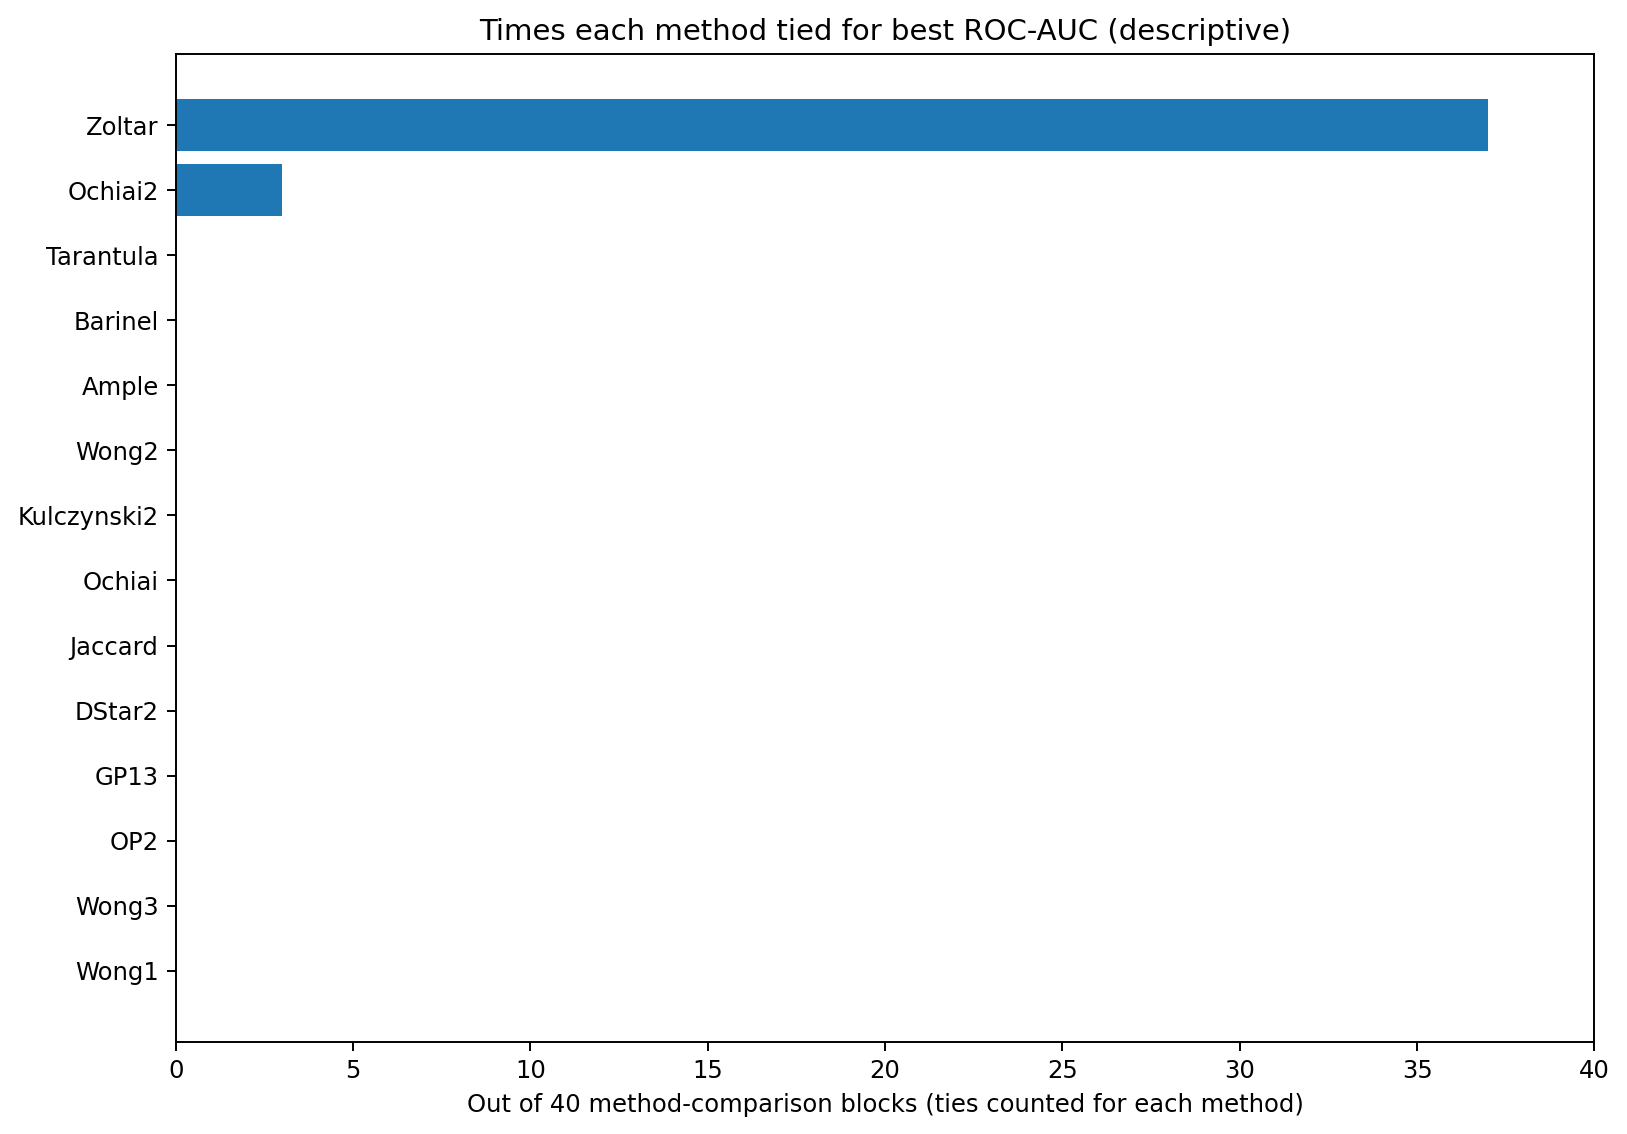 Times each method tied for best ROC-AUC (descriptive)
Zoltar
Ochiai2
Tarantula
Barinel
Ample
Wong2
Kulczynski2
Ochiai
Jaccard
DStar2
GP13
OP2
Wong3
Wong1
0 5 10 15 20 25 30 35 40
Out of 40 method-comparison blocks (ties counted for each method)